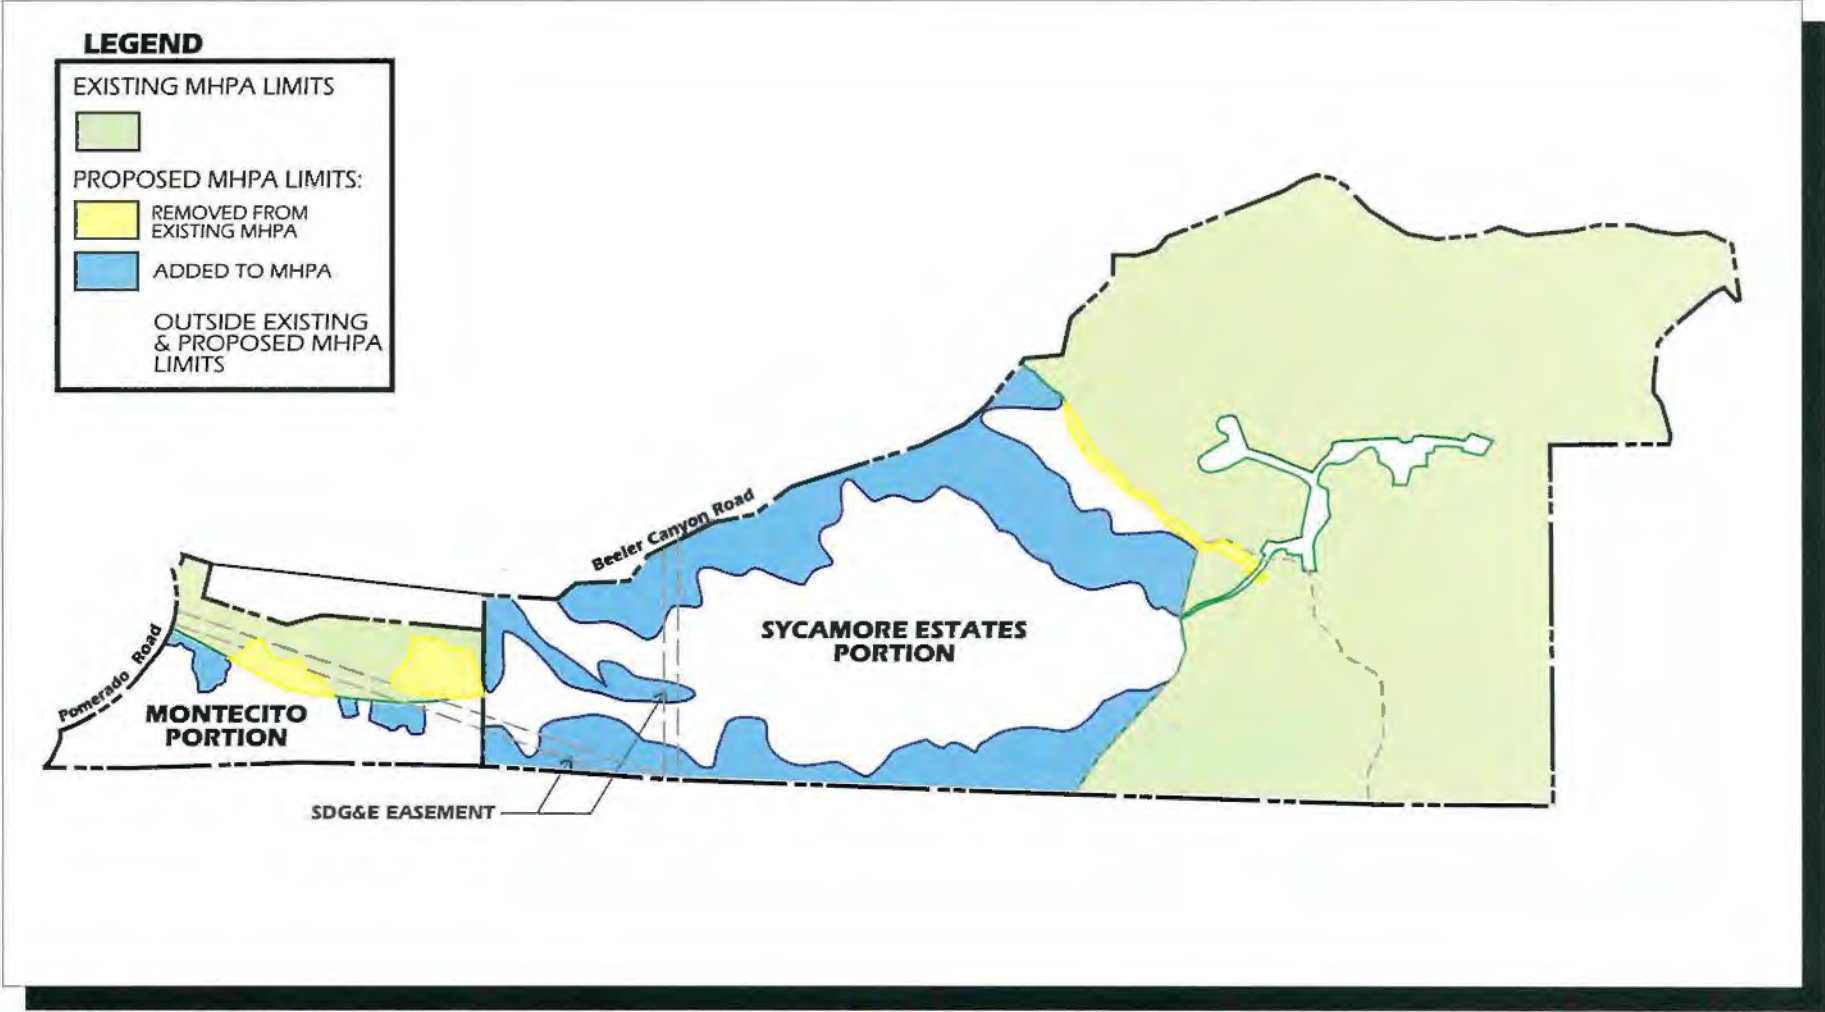 LEGEND
EXISTING MHPA LIMITS
PROPOSED MHPA LIMITS:
REMOVED FROM
EXISTING MHPA
ADDED TO MHPA
OUTSIDE EXISTING
& PROPOSED MHPA
LIMITS
Beeler Canyon Road
SYCAMORE ESTATES
PORTION
Pomerado Road
MONTECITO
PORTION
SDG&E EASEMENT